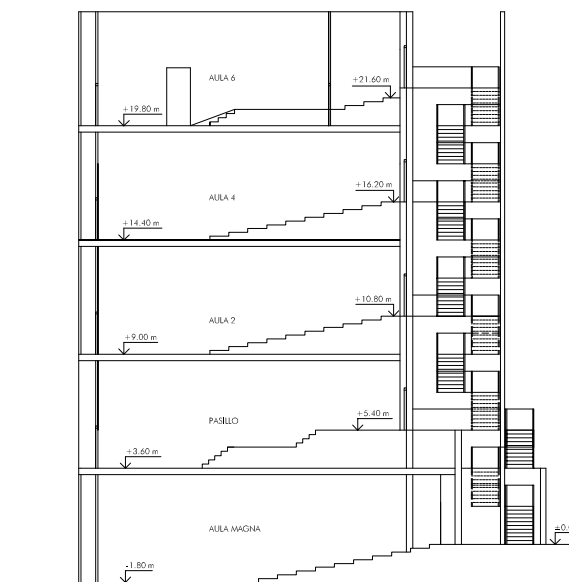 AULA 6
+21.60 m
+19.80 m
+16.20 m
AULA 4
+14.40 m
+10.80 m
AULA 2
+9.00 m
+5.40 m
PASILLO
+3.60 m
AULA MAGNA
-1.80 m